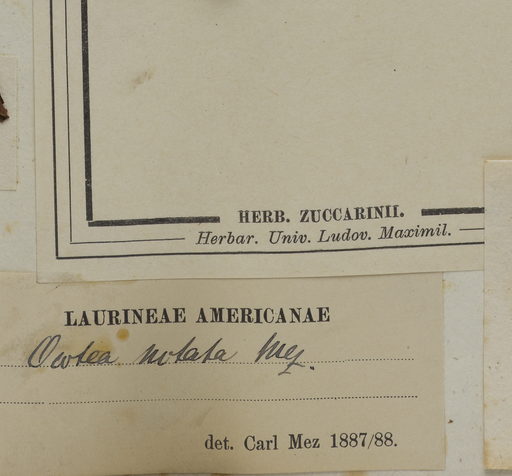 HERB. ZUCCARINII.
Herbar. Univ. Ludov. Maximil.
LAURINEAE AMERICANAE
Ocotea notata Mez.
det. Carl Mez 1887/88.